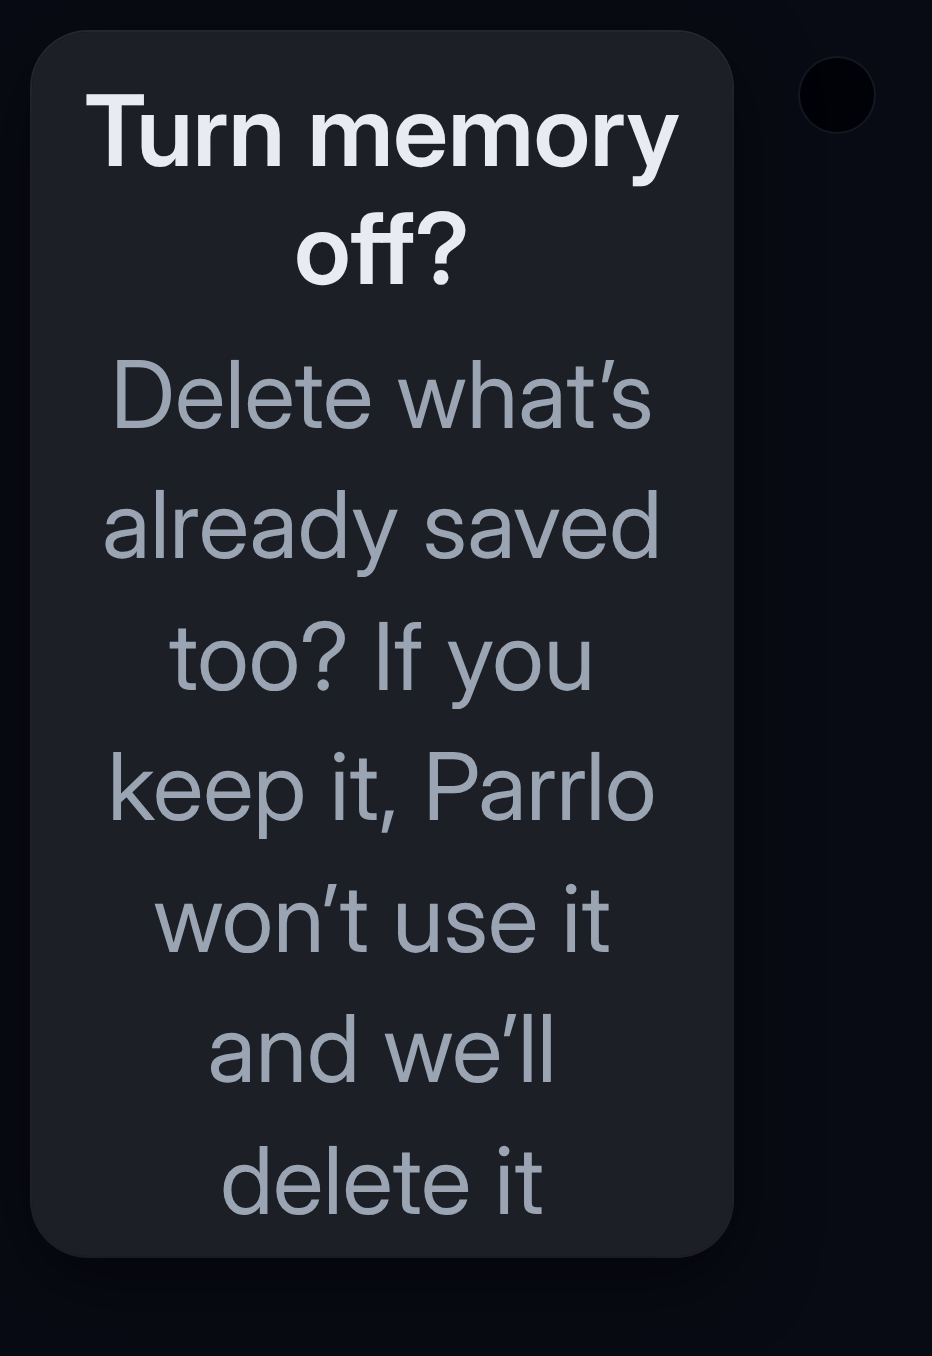 Turn memory
off?
Delete what’s
already saved
too? If you
keep it, Parrlo
won’t use it
and we’ll
delete it